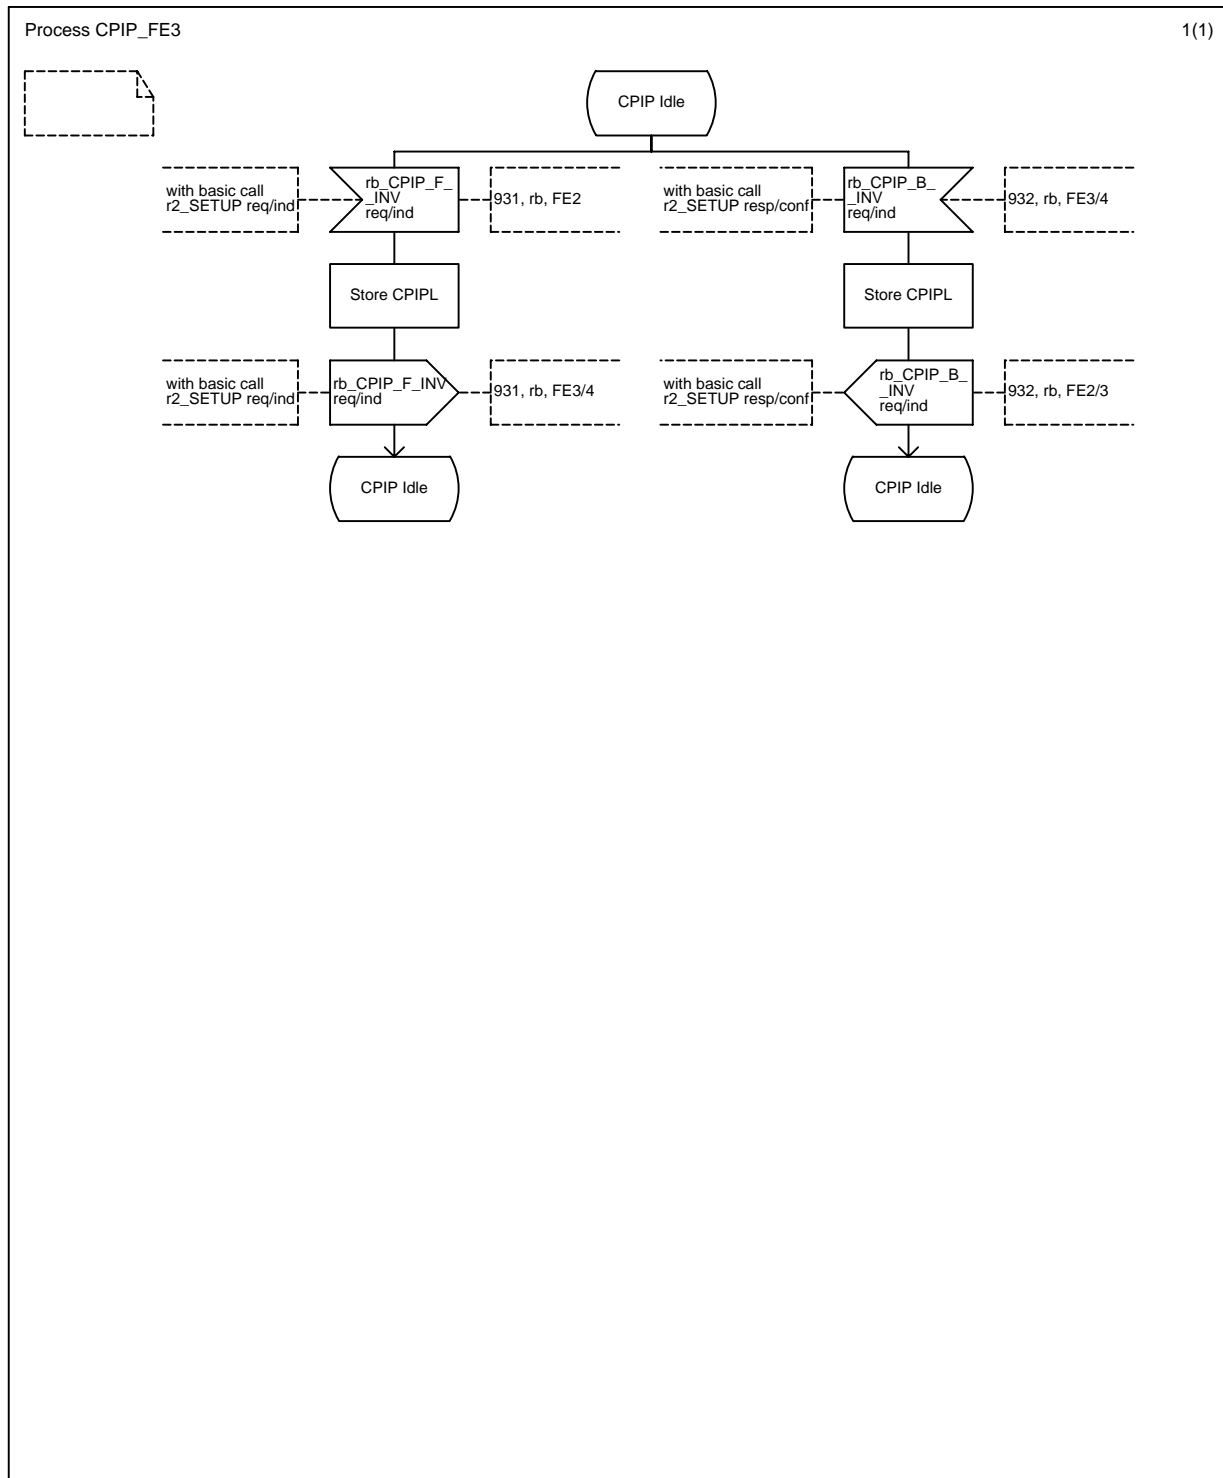 Process CPIP_FE3
1(1)
CPIP Idle
with basic call
r2_SETUP req/ind
rb_CPIP_F_
_INV
req/ind
931, rb, FE2
with basic call
r2_SETUP resp/conf
rb_CPIP_B_
_INV
req/ind
932, rb, FE3/4
Store CPIPL
Store CPIPL
with basic call
r2_SETUP req/ind
rb_CPIP_F_INV
req/ind
931, rb, FE3/4
with basic call
r2_SETUP resp/conf
rb_CPIP_B_
_INV
req/ind
932, rb, FE2/3
CPIP Idle
CPIP Idle